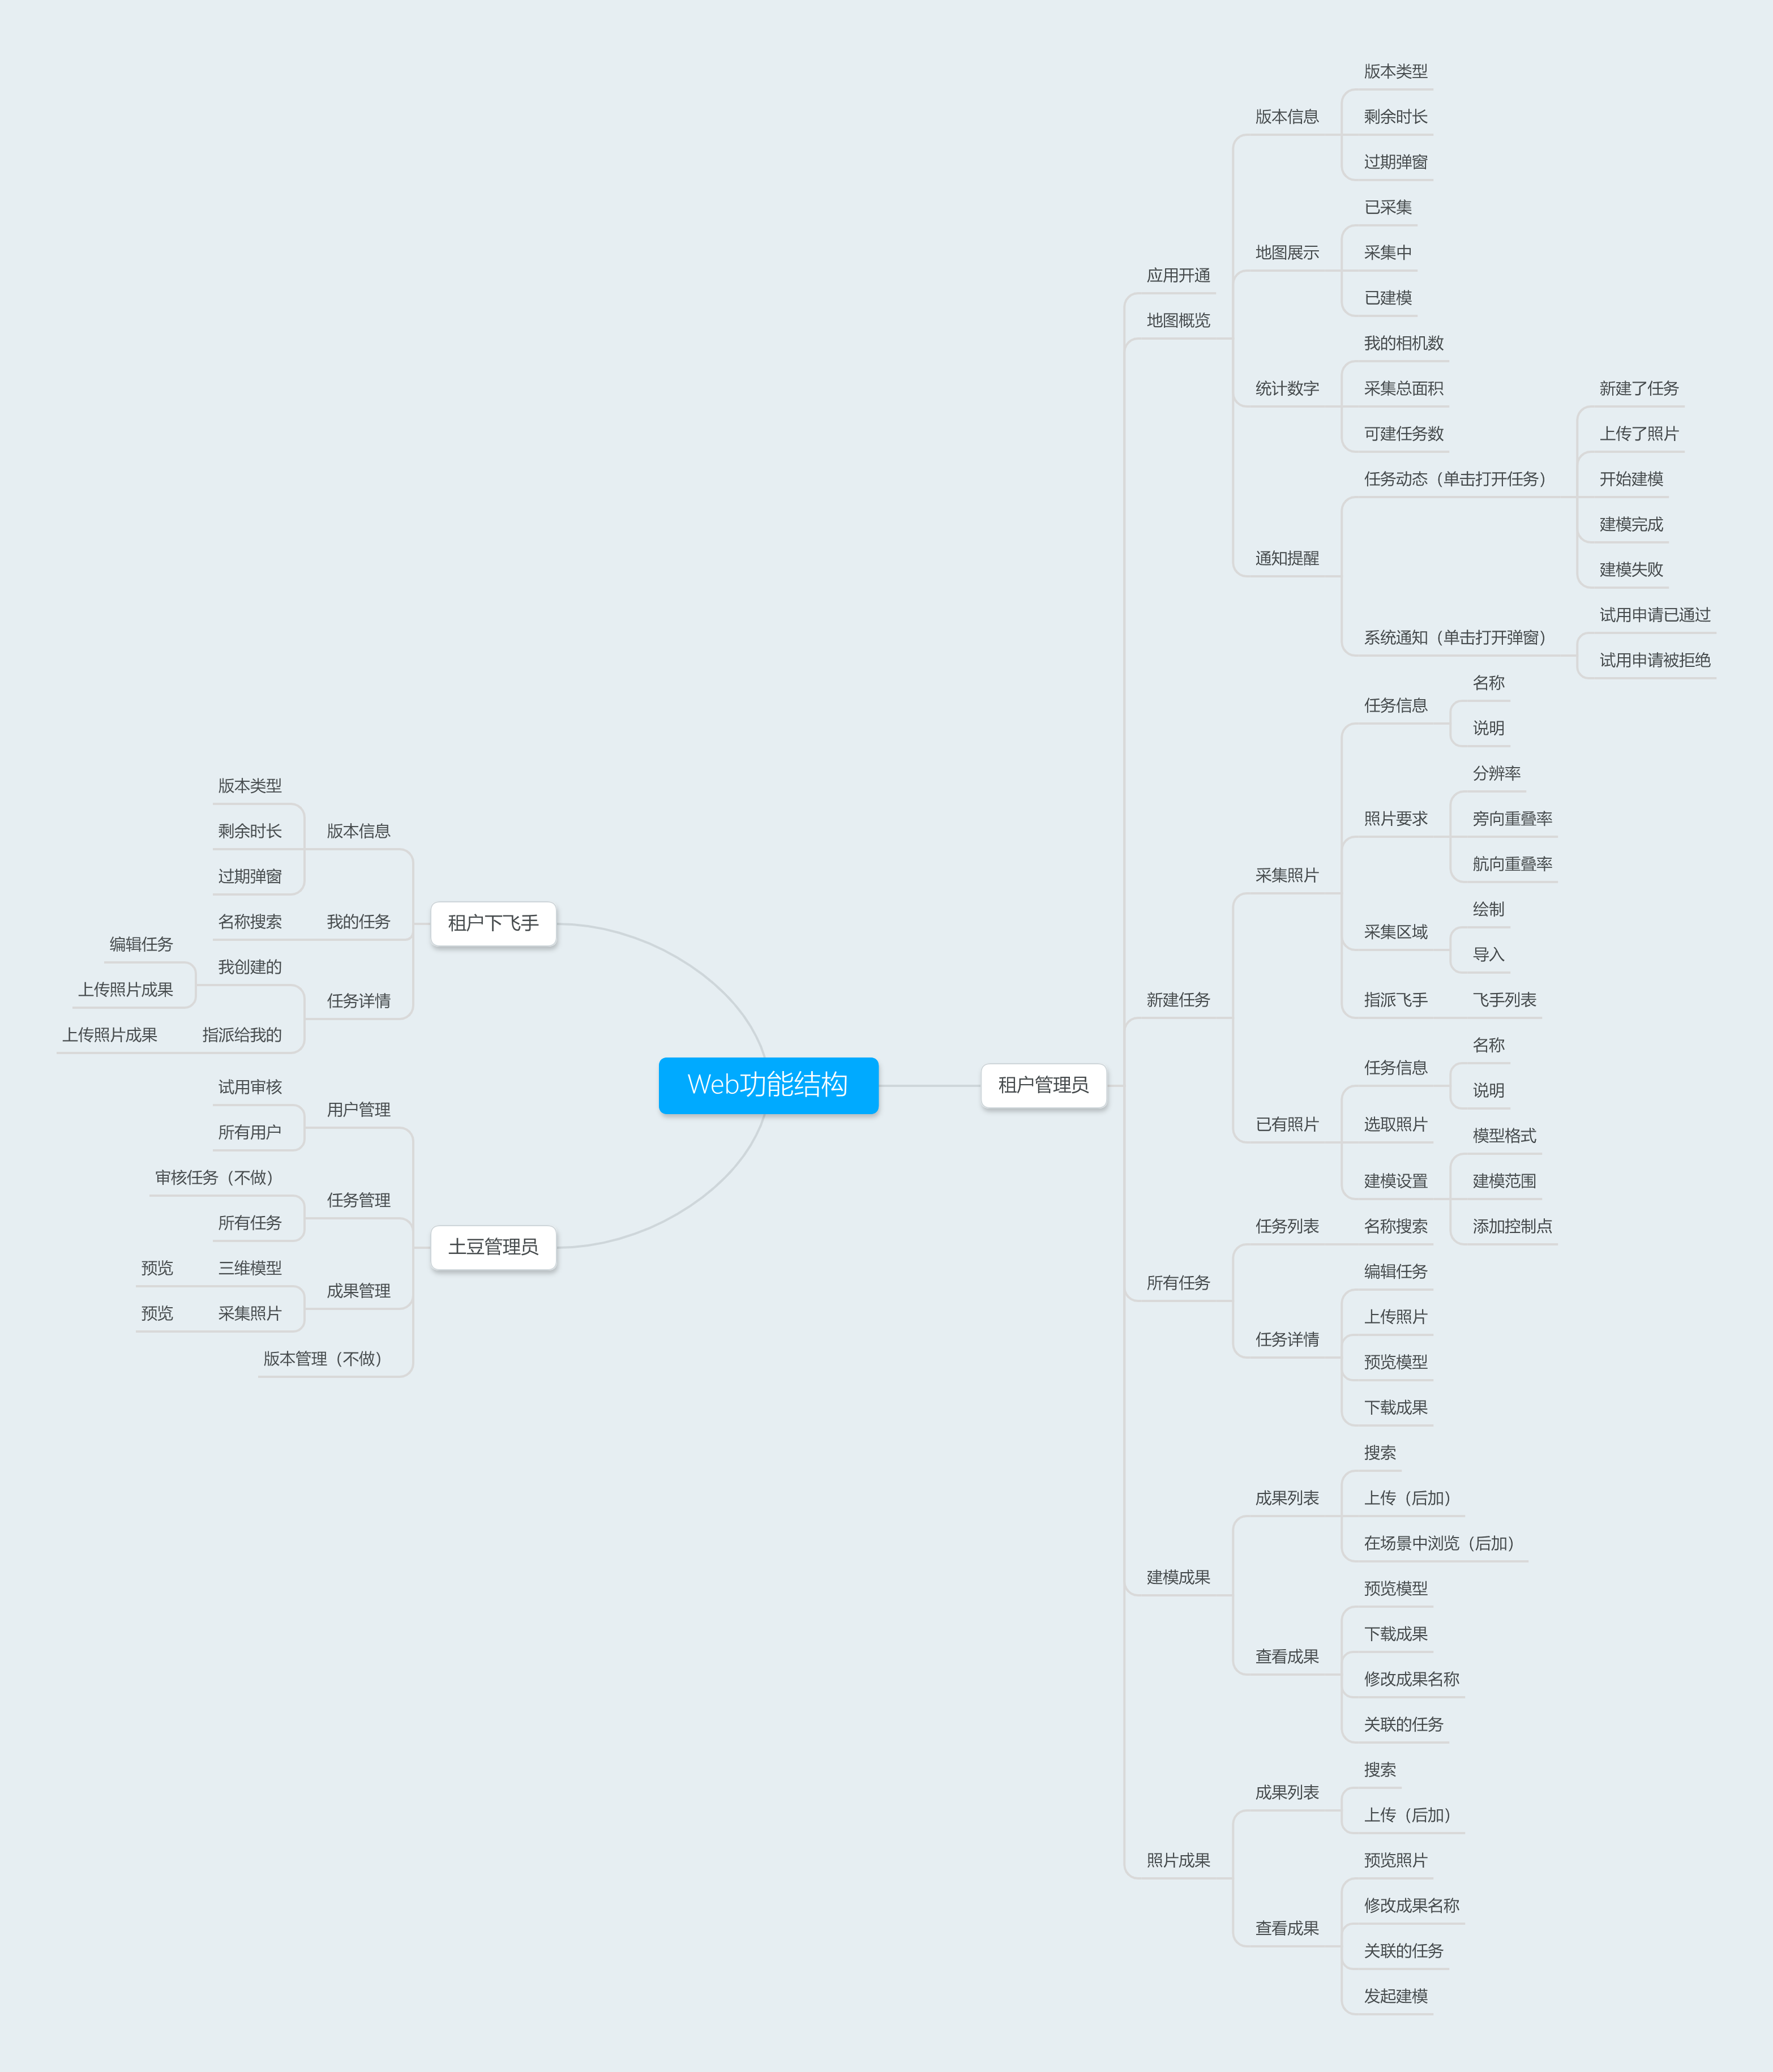 Web功能结构
租户管理员
应用开通
地图概览
版本信息
版本类型
剩余时长
过期弹窗
地图展示
已采集
采集中
已建模
统计数字
我的相机数
采集总面积
可建任务数
通知提醒
任务动态（单击打开任务）
新建了任务
上传了照片
开始建模
建模完成
建模失败
系统通知（单击打开弹窗）
试用申请已通过
试用申请被拒绝
新建任务
采集照片
任务信息
名称
说明
照片要求
分辨率
旁向重叠率
航向重叠率
采集区域
绘制
导入
指派飞手
飞手列表
已有照片
任务信息
名称
说明
选取照片
建模设置
模型格式
建模范围
添加控制点
所有任务
任务列表
名称搜索
任务详情
编辑任务
上传照片
预览模型
下载成果
建模成果
成果列表
搜索
上传（后加）
在场景中浏览（后加）
查看成果
预览模型
下载成果
修改成果名称
关联的任务
照片成果
成果列表
搜索
上传（后加）
查看成果
预览照片
修改成果名称
关联的任务
发起建模
租户下飞手
版本信息
版本类型
剩余时长
过期弹窗
我的任务
名称搜索
任务详情
我创建的
编辑任务
上传照片成果
指派给我的
上传照片成果
土豆管理员
用户管理
试用审核
所有用户
任务管理
审核任务（不做）
所有任务
成果管理
三维模型
预览
采集照片
预览
版本管理（不做）